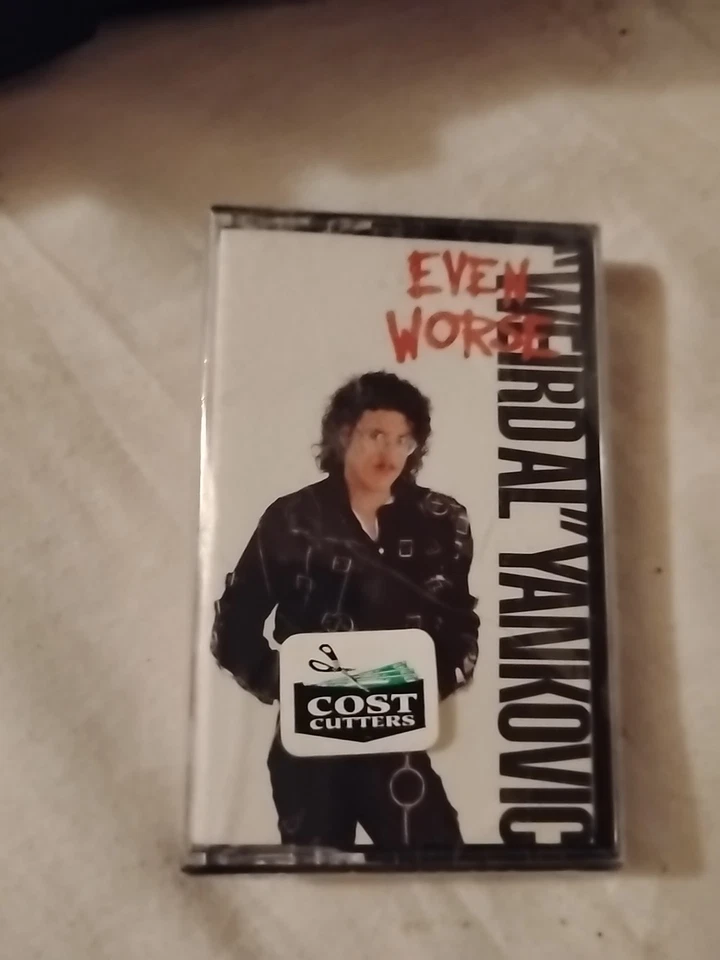 EVEN
WORSE
"WEIRD AL" YANKOVIC
COST
CUTTERS